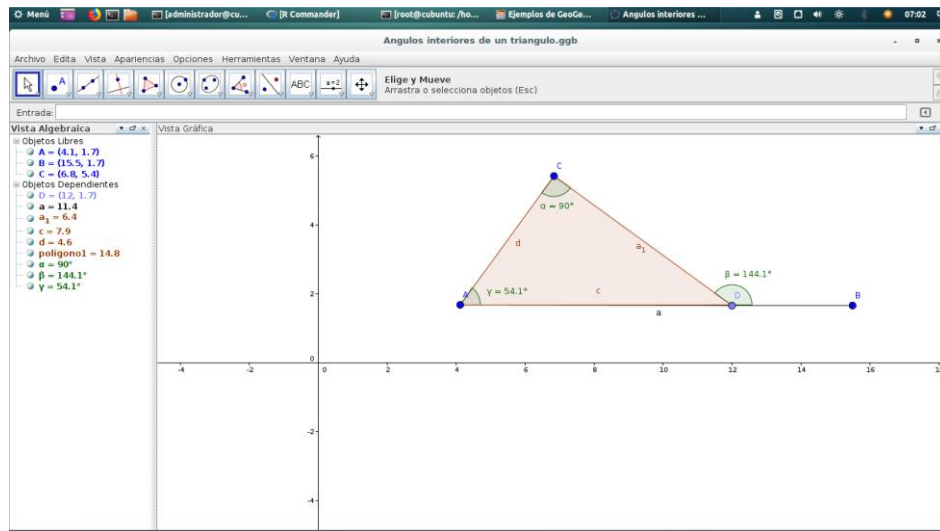 Menú [administrador@cu... [R Commander] [root@cubuntu: /ho... Ejemplos de GeoGe... Angulos interiores ... 07:02
Angulos interiores de un triangulo.ggb
Archivo Edita Vista Apariencias Opciones Herramientas Ventana Ayuda
A ABC a=2 Elige y Mueve
Arrastra o selecciona objetos (Esc)
Entrada:
Vista Algebraica
Objetos Libres
A = (4.1, 1.7)
B = (15.5, 1.7)
C = (6.8, 5.4)
Objetos Dependientes
D = (12, 1.7)
a = 11.4
a₁ = 6.4
c = 7.9
d = 4.6
polígono1 = 14.8
α = 90°
β = 144.1°
γ = 54.1°
Vista Gráfica
6
C
α = 90°
4
d
a₁
β = 144.1°
2
A
γ = 54.1°
c
D
B
a
0
-4 -2 0 2 4 6 8 10 12 14 16
-2
-4